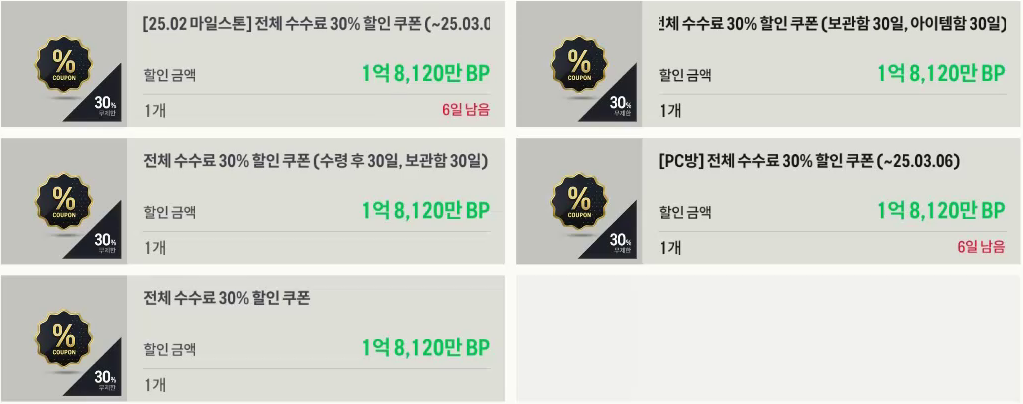 [25.02 마일스톤] 전체 수수료 30% 할인 쿠폰 (~25.03.0
%
COUPON
할인 금액
1억 8,120만 BP
30%
무제한
1개
6일 남음
전체 수수료 30% 할인 쿠폰 (보관함 30일, 아이템함 30일)
%
COUPON
할인 금액
1억 8,120만 BP
30%
무제한
1개
전체 수수료 30% 할인 쿠폰 (수령 후 30일, 보관함 30일)
%
COUPON
할인 금액
1억 8,120만 BP
30%
무제한
1개
[PC방] 전체 수수료 30% 할인 쿠폰 (~25.03.06)
%
COUPON
할인 금액
1억 8,120만 BP
30%
무제한
1개
6일 남음
전체 수수료 30% 할인 쿠폰
%
COUPON
할인 금액
1억 8,120만 BP
30%
무제한
1개